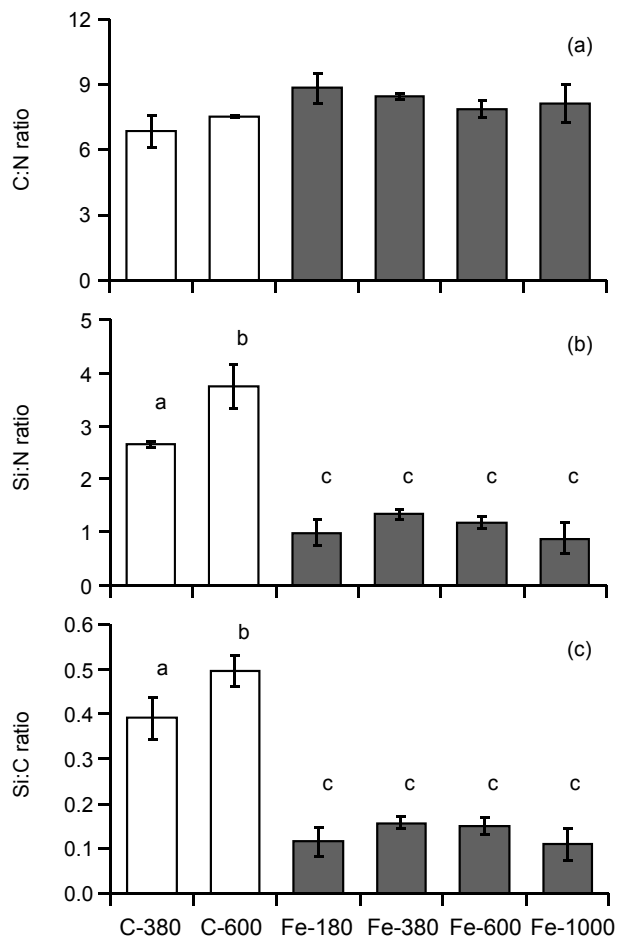 12
9
6
3
0
C:N ratio
(a)
5
4
3
2
1
0
Si:N ratio
a
b
c
c
c
c
(b)
0.6
0.5
0.4
0.3
0.2
0.1
0.0
Si:C ratio
a
b
c
c
c
c
(c)
C-380 C-600 Fe-180 Fe-380 Fe-600 Fe-1000